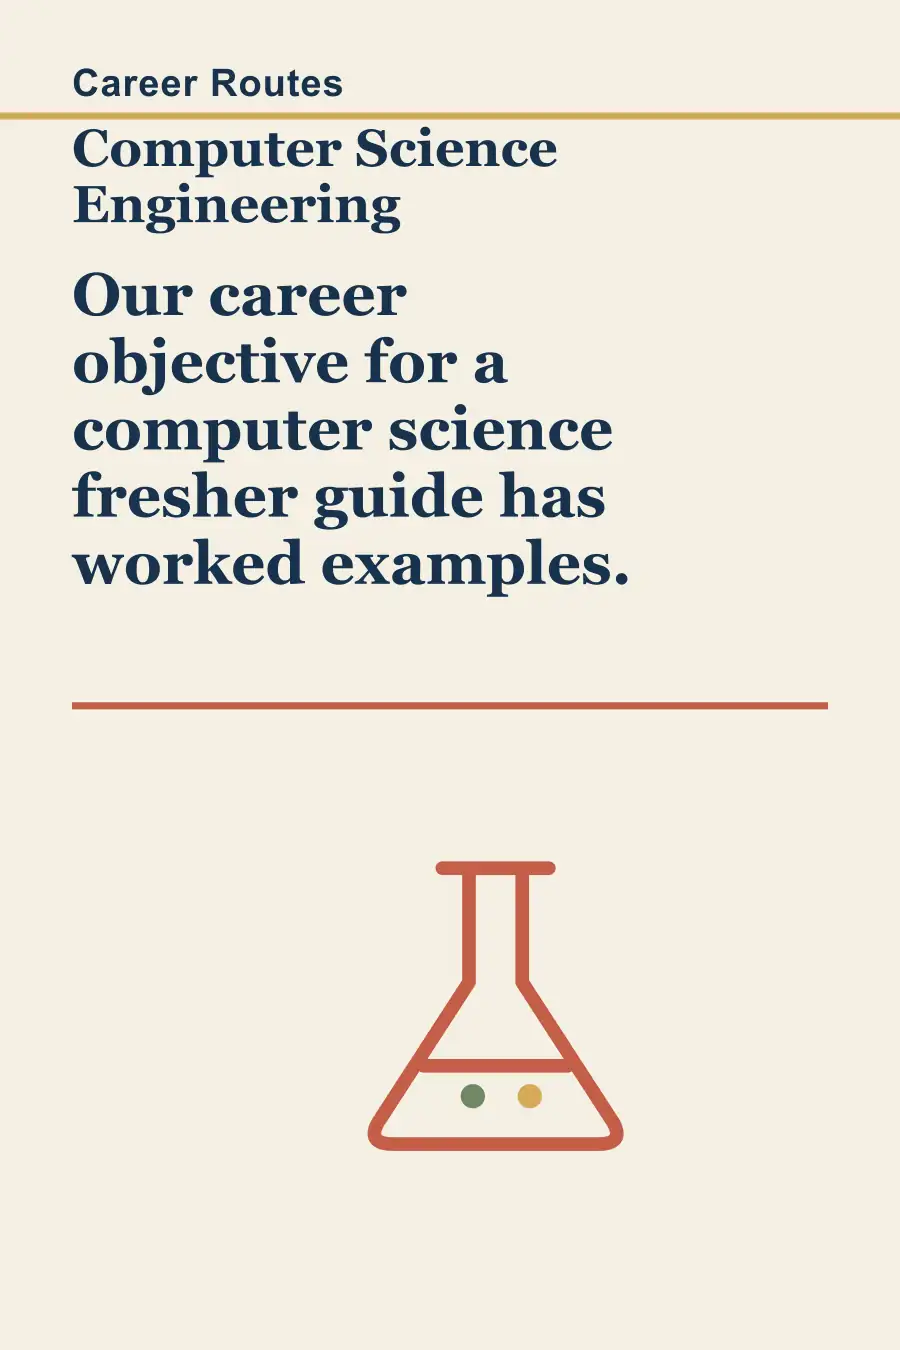 Career Routes
Computer Science
Engineering
Our career
objective for a
computer science
fresher guide has
worked examples.